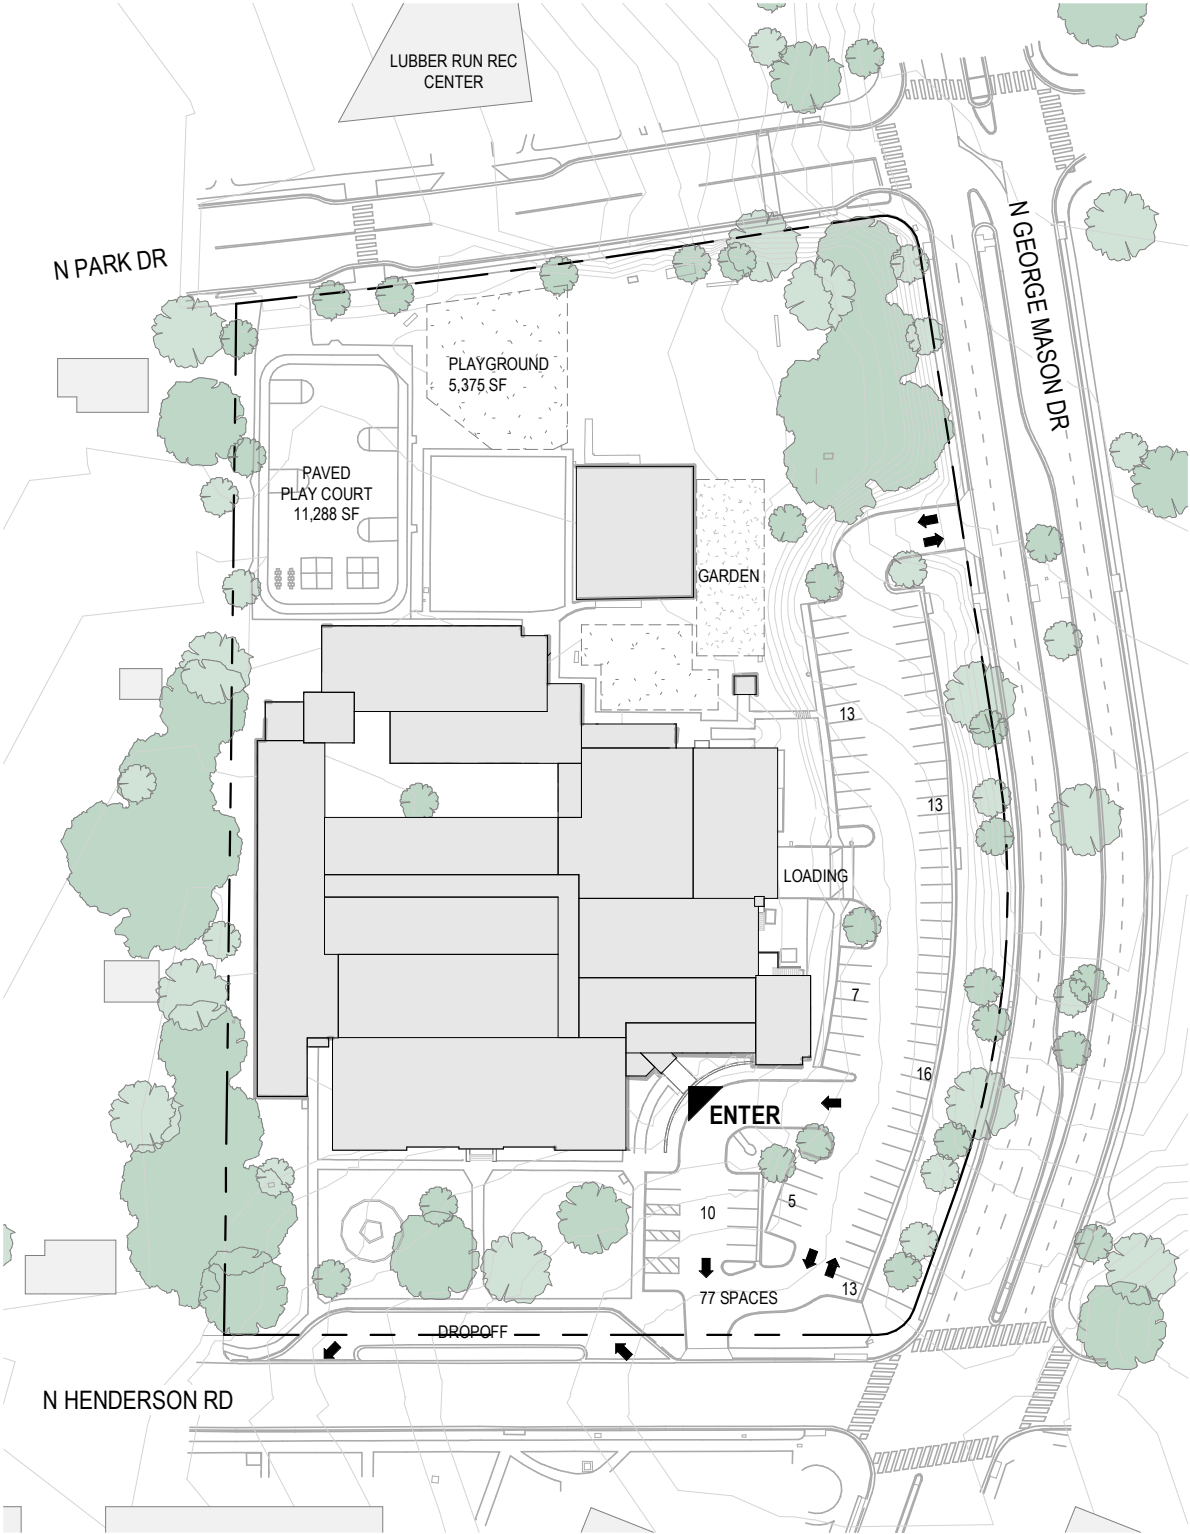 LUBBER RUN REC
CENTER
N PARK DR
N GEORGE MASON DR
PLAYGROUND
5,375 SF
PAVED
PLAY COURT
11,288 SF
GARDEN
13
13
LOADING
7
16
ENTER
5
10
13
77 SPACES
DROPOFF
N HENDERSON RD